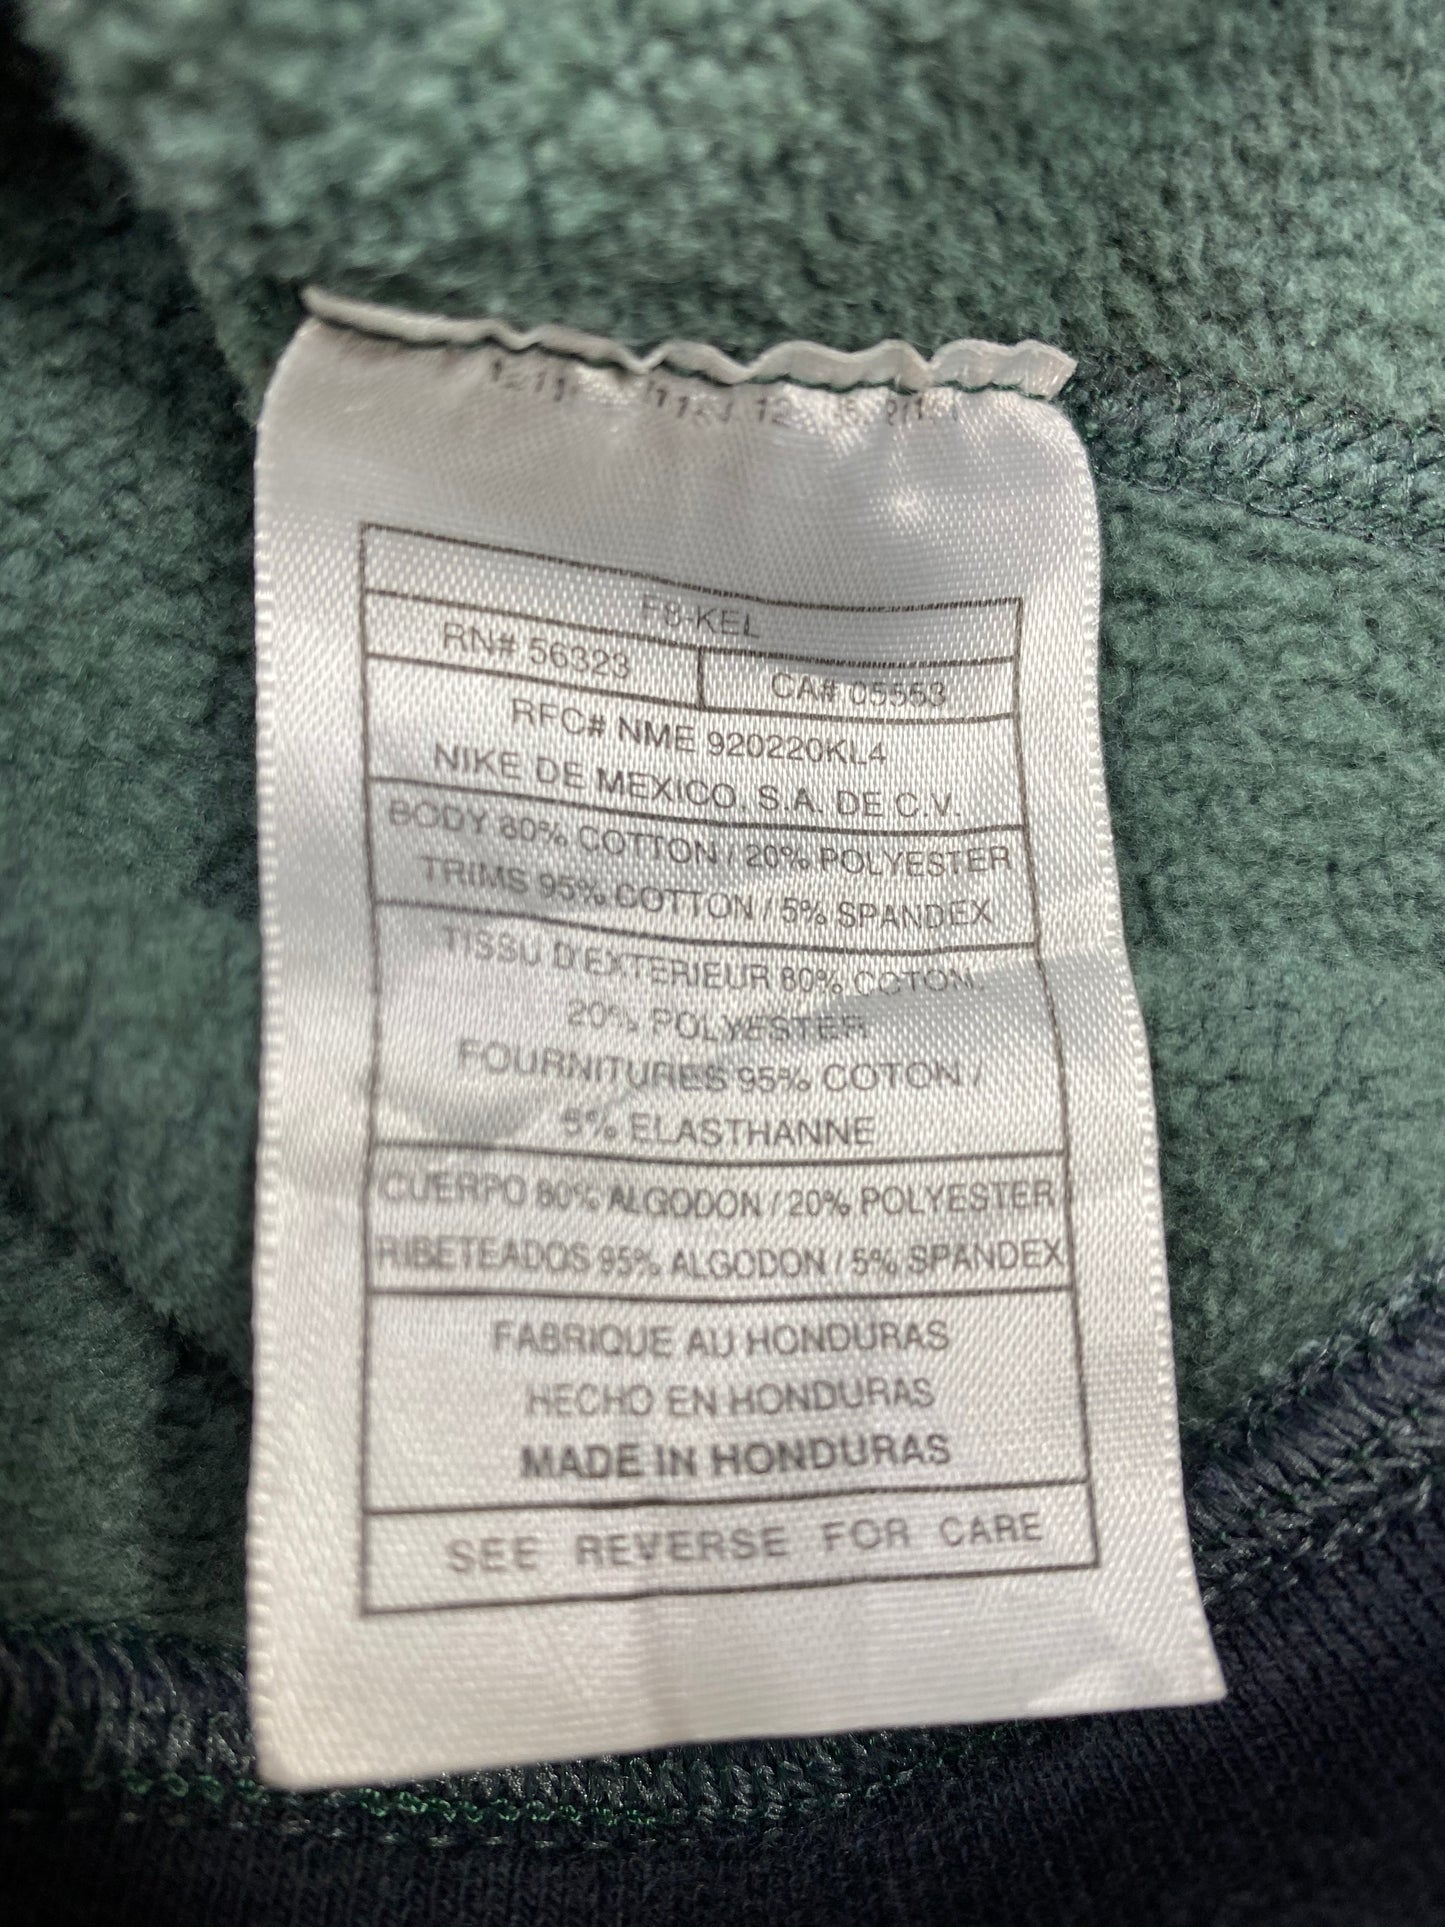 F8-KEL
RN# 56323 CA# 05553
RFC# NME 920220KL4
NIKE DE MEXICO, S.A. DE C.V.
BODY 80% COTTON / 20% POLYESTER
TRIMS 95% COTTON / 5% SPANDEX
TISSU D'EXTERIEUR 80% COTON,
20% POLYESTER
FOURNITURES 95% COTON /
5% ELASTHANNE
CUERPO 80% ALGODON / 20% POLYESTER
RIBETEADOS 95% ALGODON / 5% SPANDEX
FABRIQUE AU HONDURAS
HECHO EN HONDURAS
MADE IN HONDURAS
SEE REVERSE FOR CARE